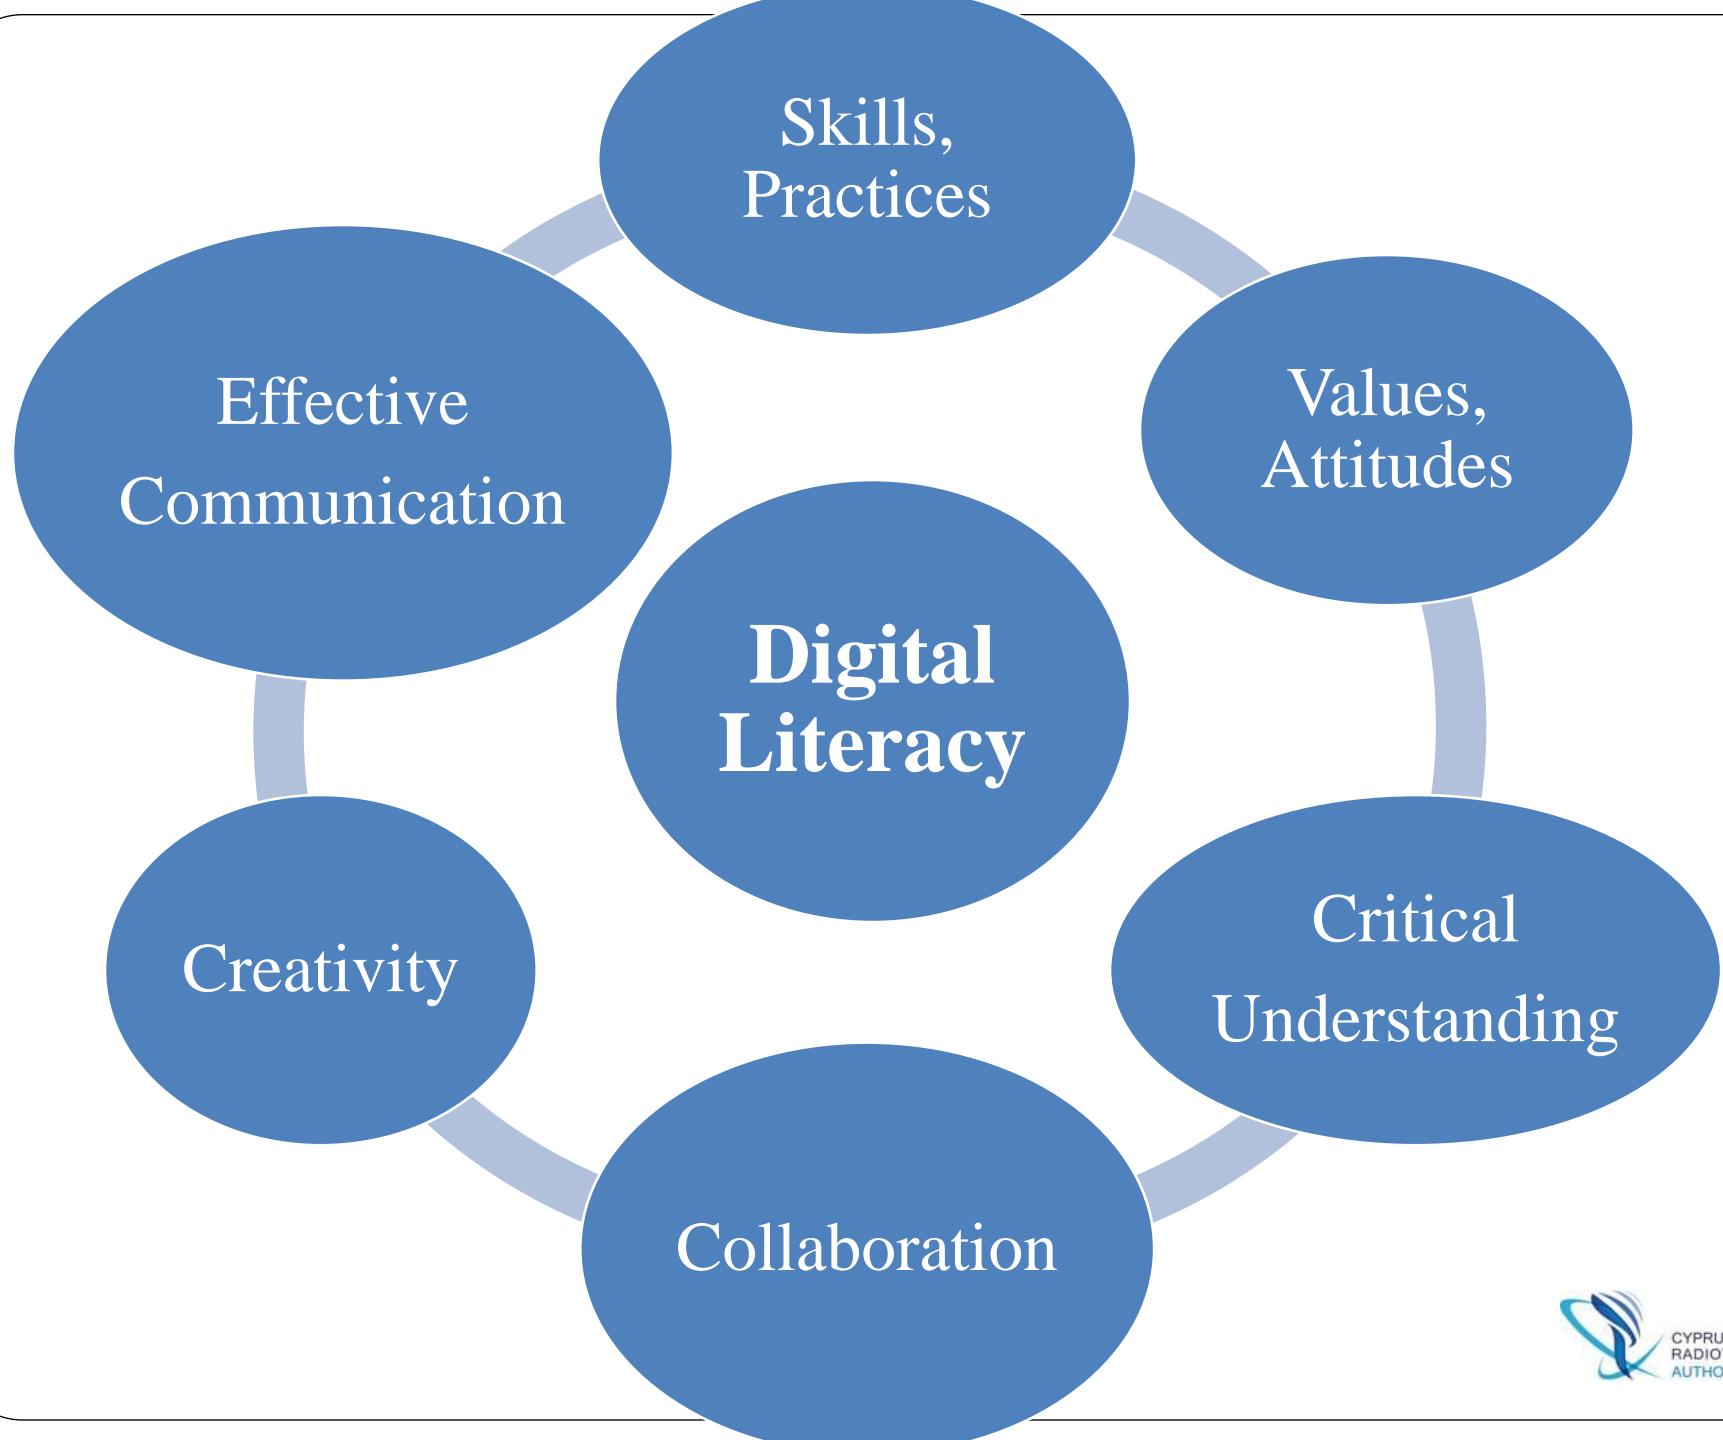 Skills,
Practices
Effective
Communication
Values,
Attitudes
Digital
Literacy
Critical
Understanding
Creativity
Collaboration